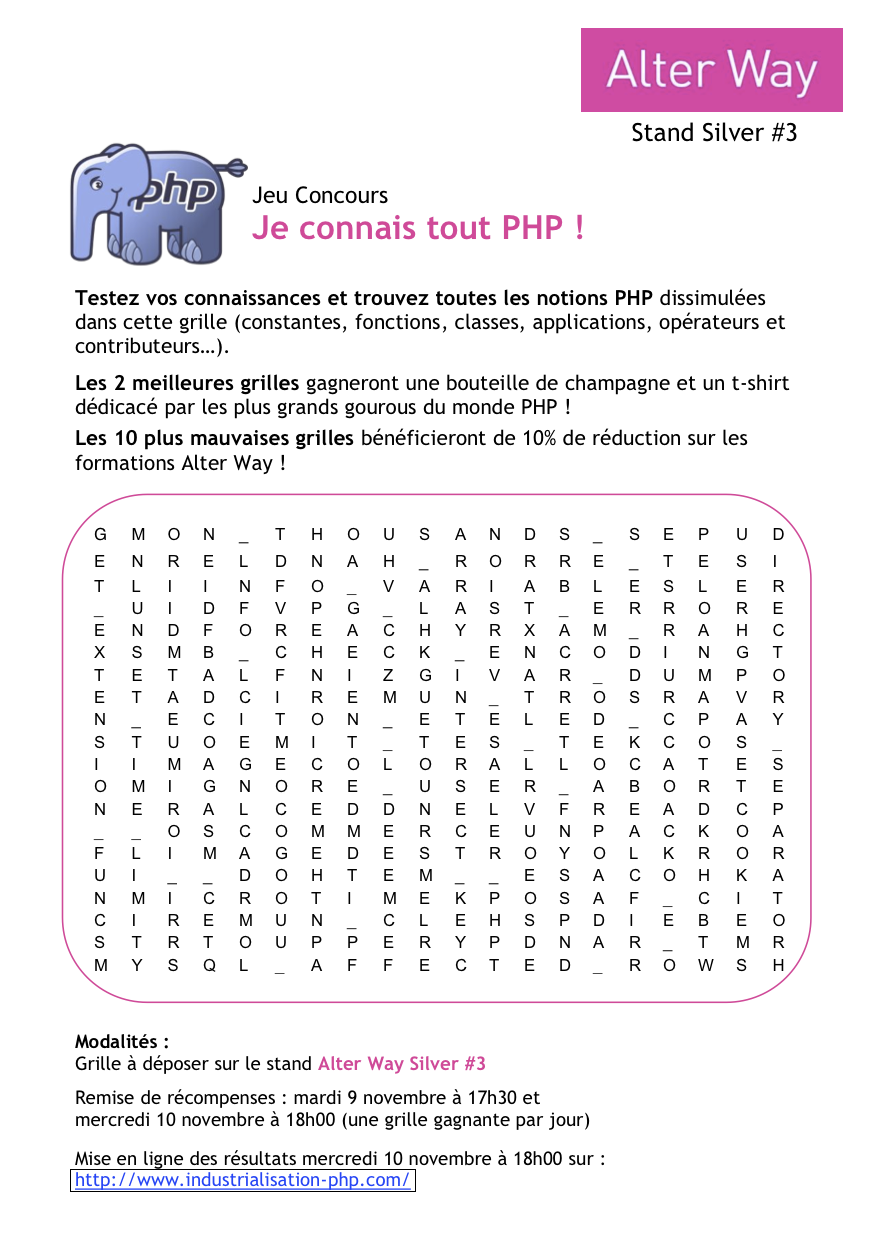 Alter Way
Stand Silver #3
php
Jeu Concours
Je connais tout PHP !
Testez vos connaissances et trouvez toutes les notions PHP dissimulées
dans cette grille (constantes, fonctions, classes, applications, opérateurs et
contributeurs…).
Les 2 meilleures grilles gagneront une bouteille de champagne et un t-shirt
dédicacé par les plus grands gourous du monde PHP !
Les 10 plus mauvaises grilles bénéficieront de 10% de réduction sur les
formations Alter Way !
G M O N _ T H O U S A N D S _ S E P U D
E N R E L D N A H _ R O R R E _ T E S I
T L I I N F O _ V A R I A B L E S L E R
_ U I D F V P G _ L A S T _ E R R O R E
E N D F O R E A C H Y R X A M _ R A H C
X S M B _ C H E C K _ E N C O D I N G T
T E T A L F N I Z G I V A R _ D U M P O
E T A D C I R E M U N _ T R O S R A V R
N _ E C I T O N _ E T E L E D _ C P A Y
S T U O E M I T _ T E S _ T E K C O S _
I I M A G E C O L O R A L L O C A T E S
O M I G N O R E _ U S E R _ A B O R T E
N E R A L C E D D N E L V F R E A D C P
_ _ O S C O M M E R C E U N P A C K O A
F L I M A G E D E S T R O Y O L K R O R
U I _ _ D O H T E M _ _ E S A C O H K A
N M I C R O T I M E K P O S A F _ C I T
C I R E M U N _ C L E H S P D I E B E O
S T R T O U P P E R Y P D N A R _ T M R
M Y S Q L _ A F F E C T E D _ R O W S H
Modalités :
Grille à déposer sur le stand Alter Way Silver #3
Remise de récompenses : mardi 9 novembre à 17h30 et
mercredi 10 novembre à 18h00 (une grille gagnante par jour)
Mise en ligne des résultats mercredi 10 novembre à 18h00 sur :
http://www.industrialisation-php.com/